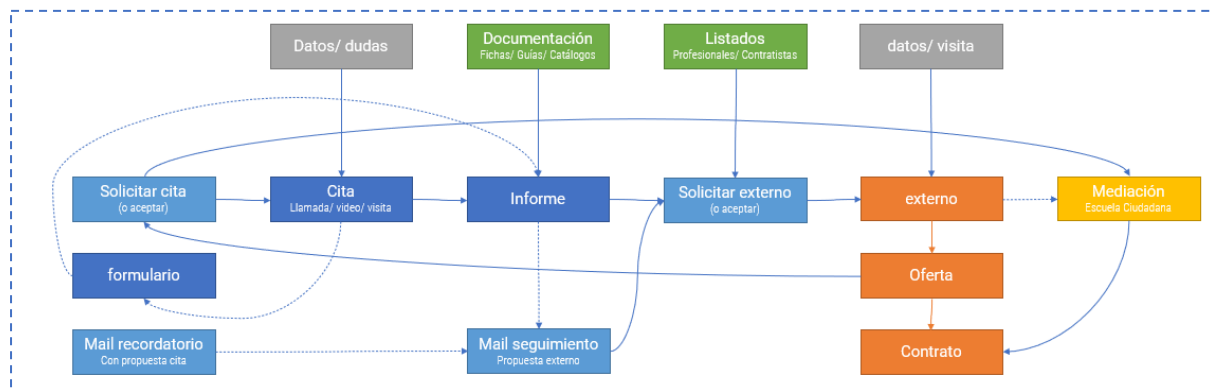 Datos/ dudas
Documentación
Fichas/ Guías/ Catálogos
Listados
Profesionales/ Contratistas
datos/ visita
Solicitar cita
(o aceptar)
Cita
Llamada/ video/ visita
Informe
Solicitar externo
(o aceptar)
externo
Mediación
Escuela Ciudadana
formulario
Oferta
Mail recordatorio
Con propuesta cita
Mail seguimiento
Propuesta externo
Contrato